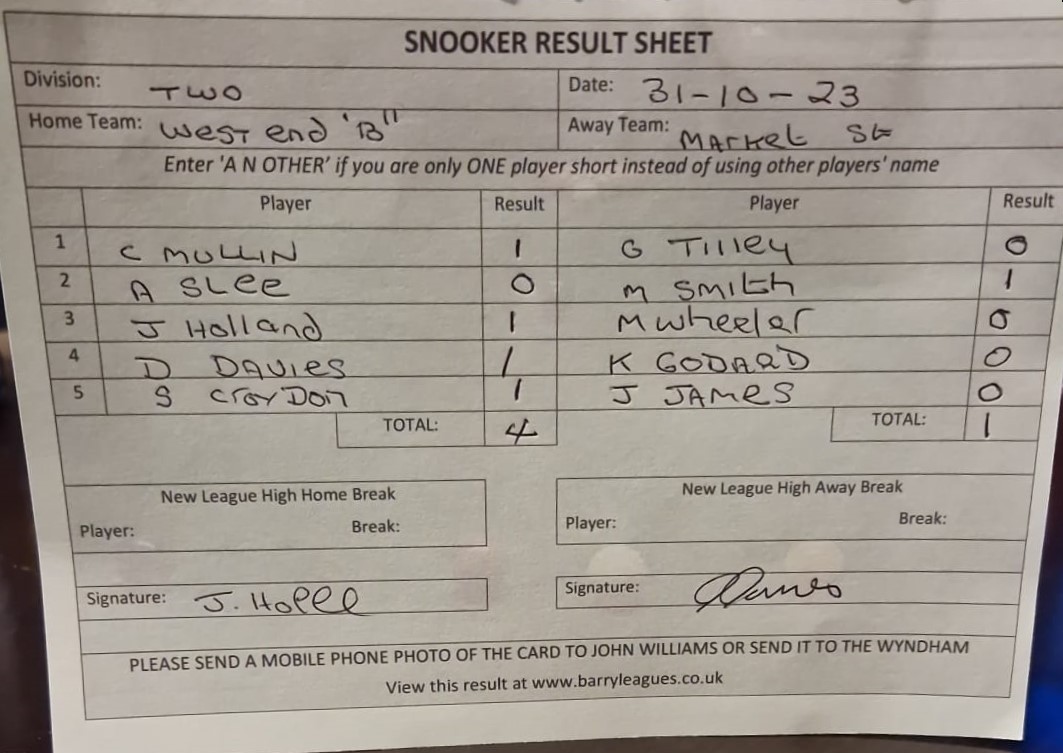 SNOOKER RESULT SHEET
Division: TWO Date: 31-10-23
Home Team: West end 'B" Away Team: Market St
Enter 'A N OTHER' if you are only ONE player short instead of using other players' name
Player Result Player Result
1 C MULLIN 1 G TILLey 0
2 A SLee 0 M SMITH 1
3 J Holland 1 M wheeler 0
4 D DAVIES 1 K GODARD 0
5 S CroyDon 1 J JAMES 0
TOTAL: 4 TOTAL: 1
New League High Home Break New League High Away Break
Player: Break: Player: Break:
Signature: J. Holll Signature:
PLEASE SEND A MOBILE PHONE PHOTO OF THE CARD TO JOHN WILLIAMS OR SEND IT TO THE WYNDHAM
View this result at www.barryleagues.co.uk